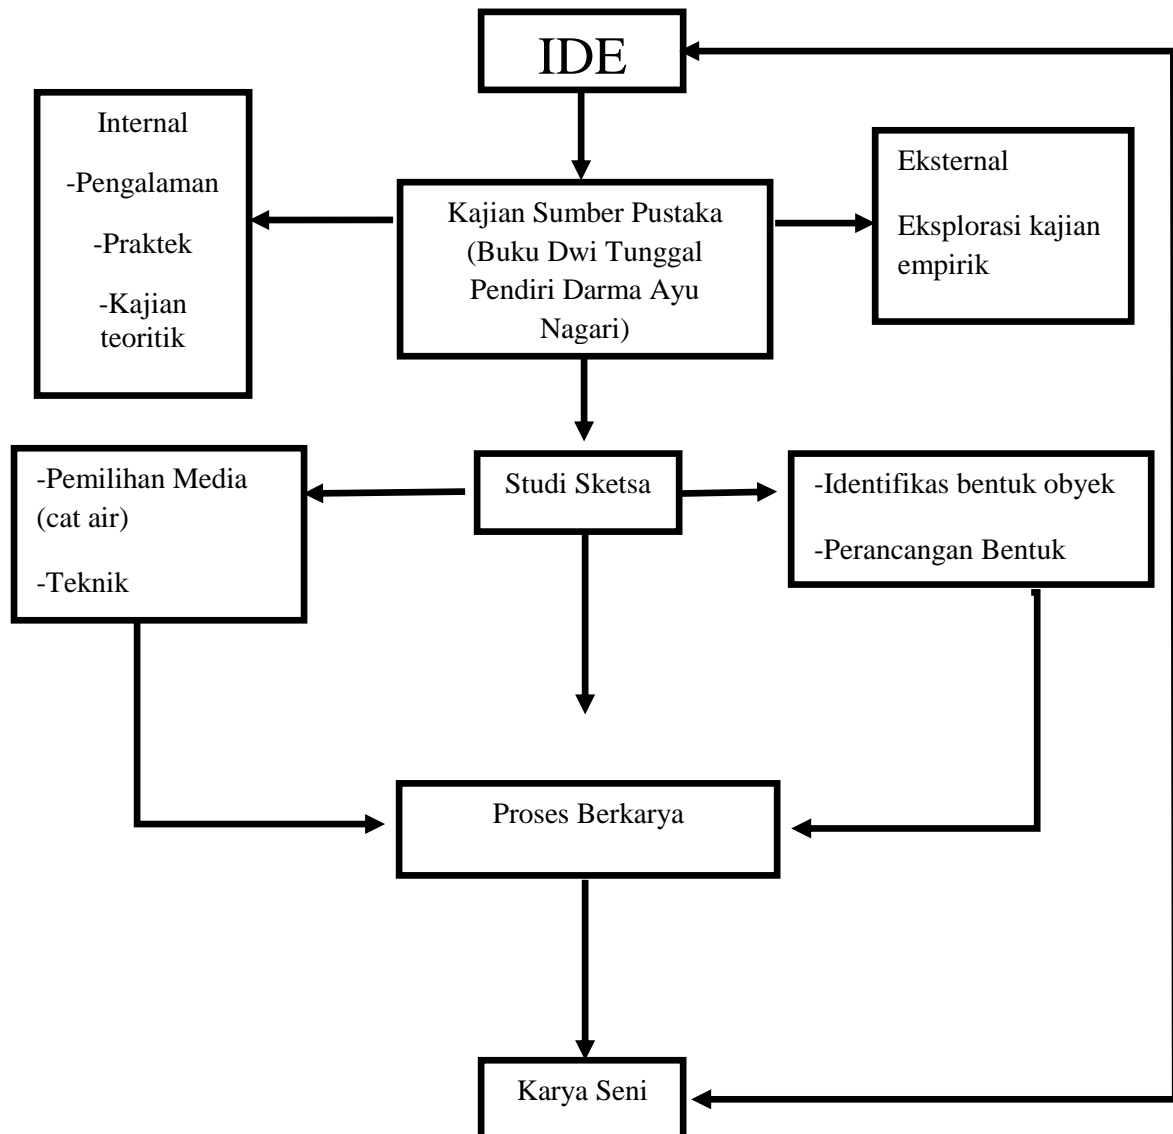 IDE
Internal
-Pengalaman
-Praktek
-Kajian
teoritik
Kajian Sumber Pustaka
(Buku Dwi Tunggal
Pendiri Darma Ayu
Nagari)
Eksternal
Eksplorasi kajian
empirik
-Pemilihan Media
(cat air)
-Teknik
Studi Sketsa
-Identifikas bentuk obyek
-Perancangan Bentuk
Proses Berkarya
Karya Seni